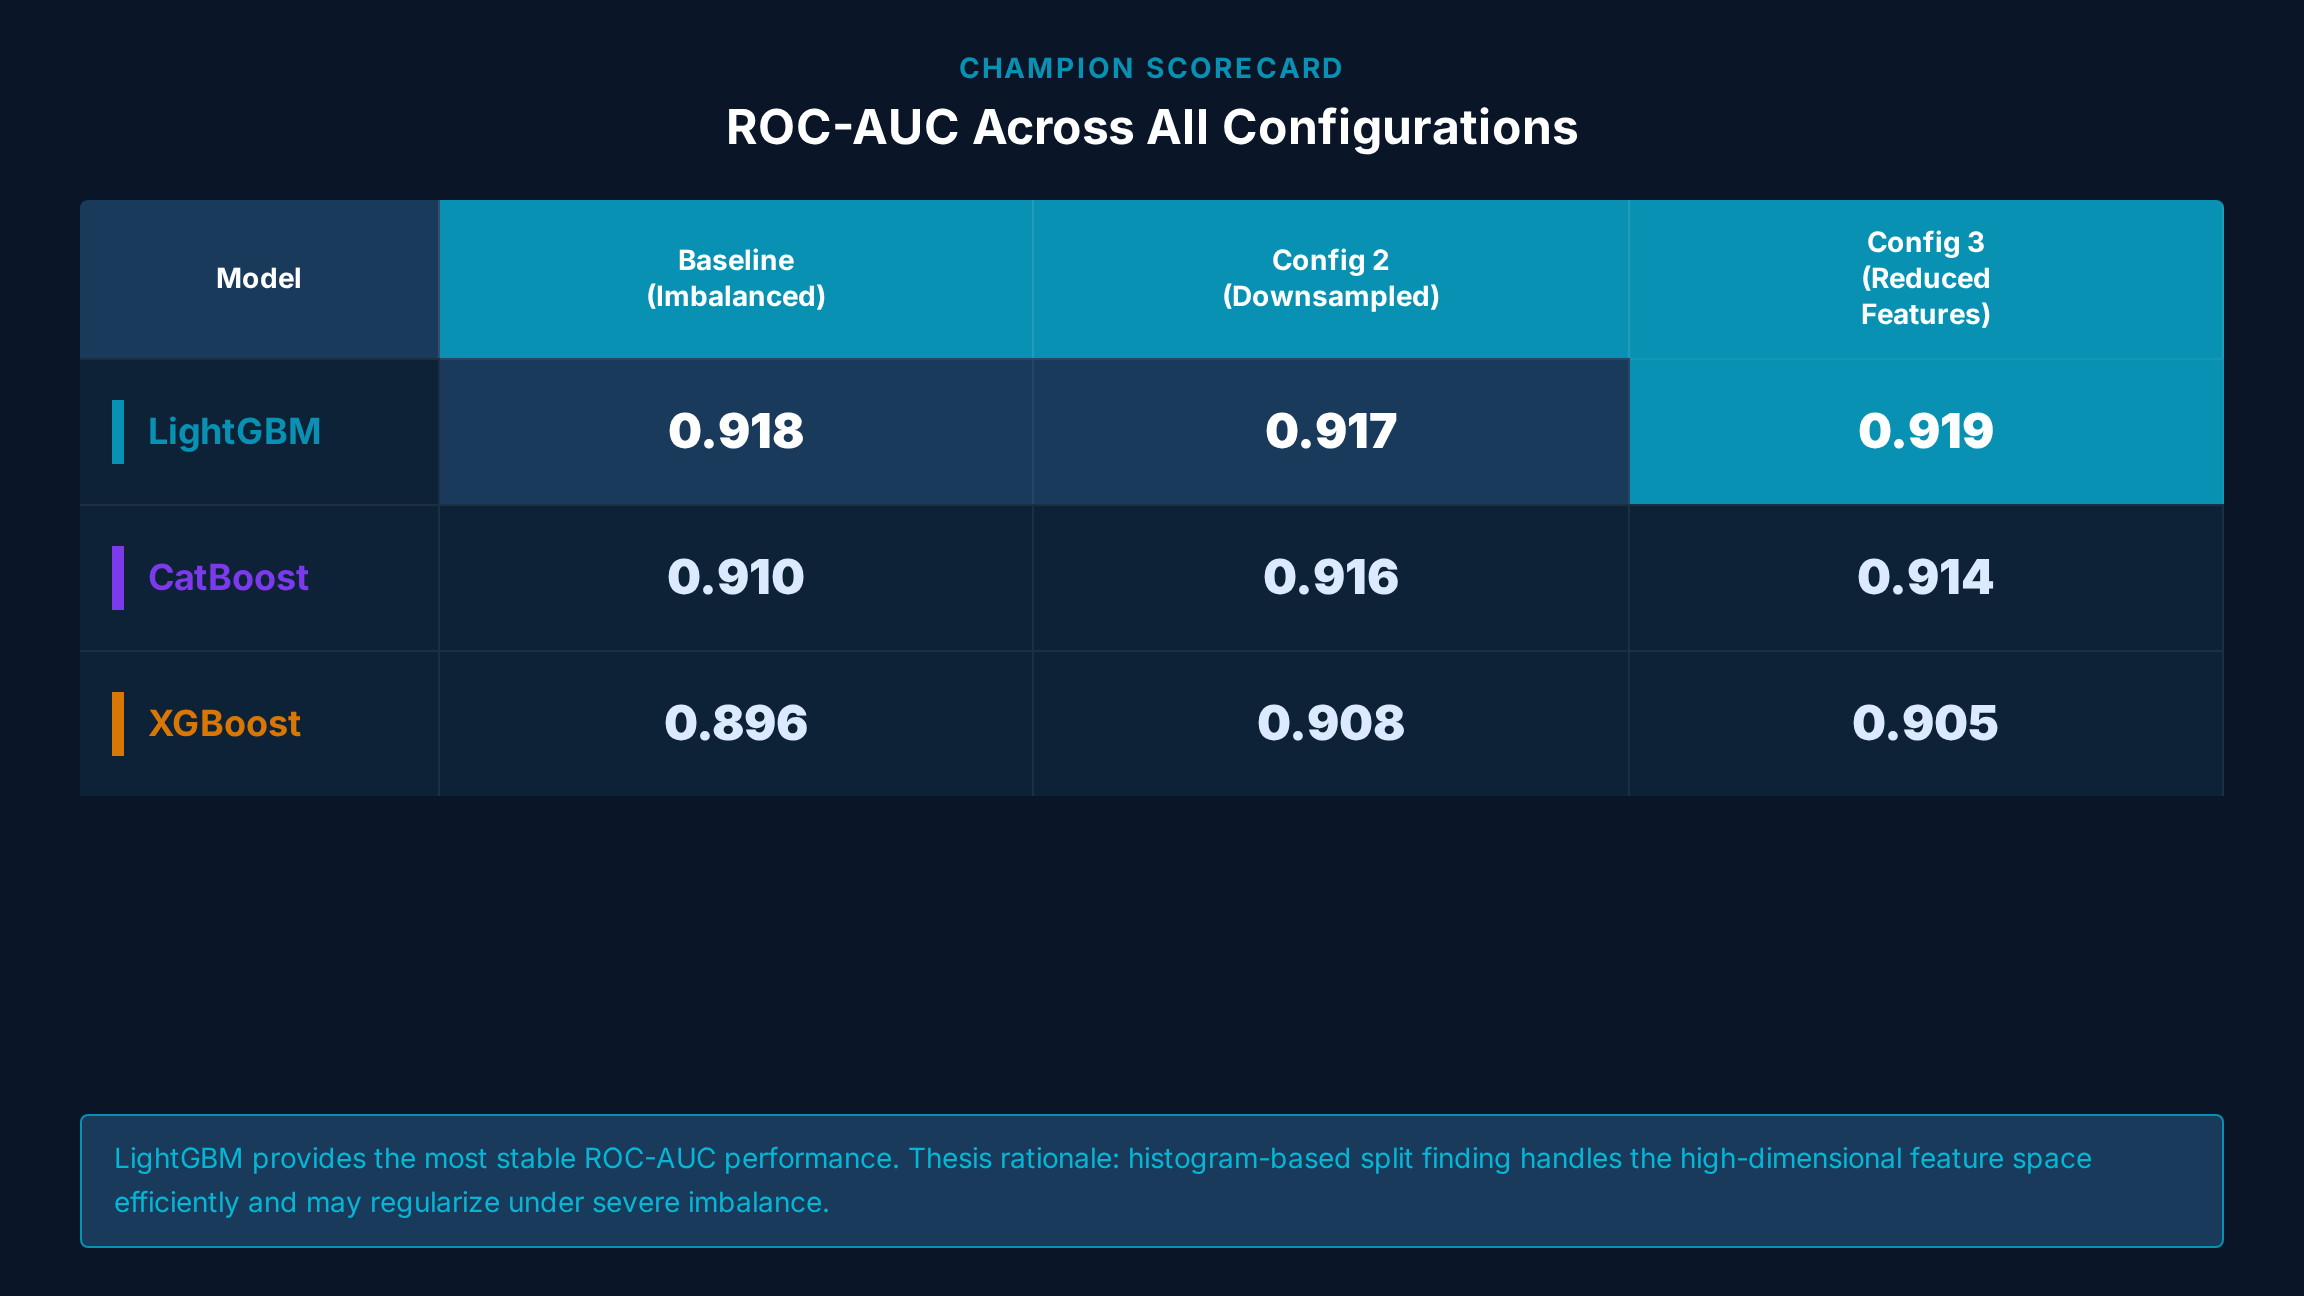 CHAMPION SCORECARD
ROC-AUC Across All Configurations
Model
Baseline
(Imbalanced)
Config 2
(Downsampled)
Config 3
(Reduced
Features)
LightGBM
0.918
0.917
0.919
CatBoost
0.910
0.916
0.914
XGBoost
0.896
0.908
0.905
LightGBM provides the most stable ROC-AUC performance. Thesis rationale: histogram-based split finding handles the high-dimensional feature space
efficiently and may regularize under severe imbalance.